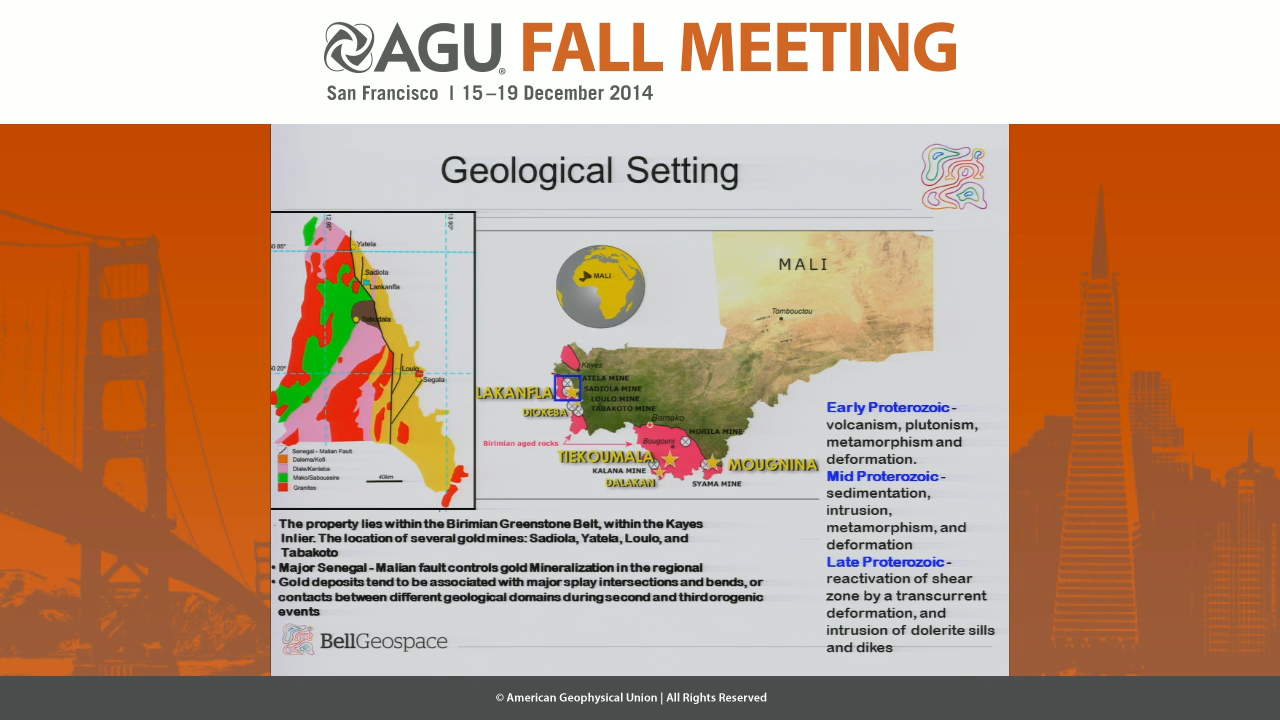 AGU FALL MEETING
San Francisco | 15–19 December 2014
Geological Setting
Yatela
Sadiola
Lankanfla
Loulo
Segala
Senegal - Malian Fault
Dalema/Kofi
Diale/Kenieba
Mako/Saboussire
Granites
40km
MALI
MALI
Tombouctou
Kayes
SADIOLA MINE
LOULO MINE
TABAKOTO MINE
LAKANFLA
DIOKEBA
Birimian aged rocks
Bamako
MORILA MINE
Bougouni
TIEKOUMALA
KALANA MINE
DALAKAN
MOUGNINA
SYAMA MINE
Early Proterozoic -
volcanism, plutonism,
metamorphism and
deformation.
Mid Proterozoic -
sedimentation,
intrusion,
metamorphism, and
deformation
Late Proterozoic -
reactivation of shear
zone by a transcurrent
deformation, and
intrusion of dolerite sills
and dikes
The property lies within the Birimian Greenstone Belt, within the Kayes
Inlier. The location of several gold mines: Sadiola, Yatela, Loulo, and
Tabakoto
• Major Senegal - Malian fault controls gold Mineralization in the regional
• Gold deposits tend to be associated with major splay intersections and bends, or
contacts between different geological domains during second and third orogenic
events
BellGeospace
© American Geophysical Union | All Rights Reserved